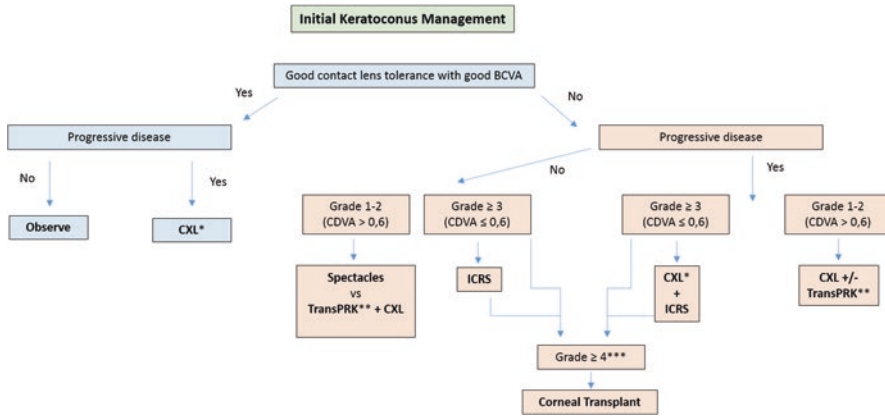 Initial Keratoconus Management
Good contact lens tolerance with good BCVA
Yes
No
Progressive disease
Progressive disease
No
Yes
No
Yes
Observe
CXL*
Grade 1-2
(CDVA > 0,6)
Grade ≥ 3
(CDVA ≤ 0,6)
Grade ≥ 3
(CDVA ≤ 0,6)
Grade 1-2
(CDVA > 0,6)
Spectacles
vs
TransPRK** + CXL
ICRS
CXL*
+
ICRS
CXL +/-
TransPRK**
Grade ≥ 4***
Corneal Transplant